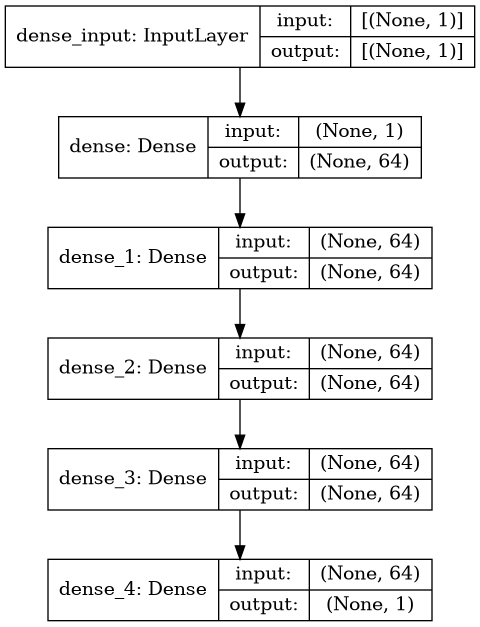 dense_input: InputLayer
input:
[(None, 1)]
output:
[(None, 1)]
dense: Dense
input:
(None, 1)
output:
(None, 64)
dense_1: Dense
input:
(None, 64)
output:
(None, 64)
dense_2: Dense
input:
(None, 64)
output:
(None, 64)
dense_3: Dense
input:
(None, 64)
output:
(None, 64)
dense_4: Dense
input:
(None, 64)
output:
(None, 1)